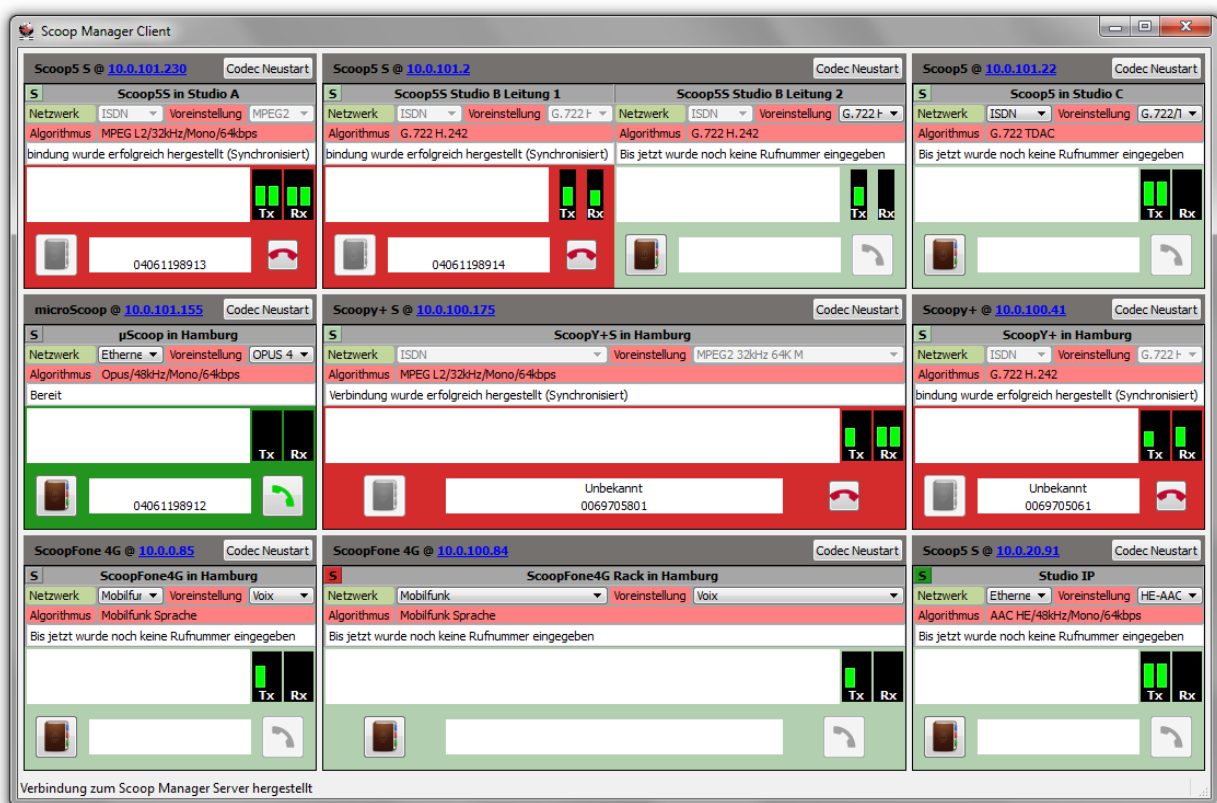 Scoop Manager Client
Scoop5 S @ 10.0.101.230 Codec Neustart
S Scoop5S in Studio A
Netzwerk ISDN Voreinstellung MPEG2
Algorithmus MPEG L2/32kHz/Mono/64kbps
bindung wurde erfolgreich hergestellt (Synchronisiert)
Tx Rx
04061198913
Scoop5 S @ 10.0.101.2 Codec Neustart
S Scoop5S Studio B Leitung 1
Netzwerk ISDN Voreinstellung G.722 H
Algorithmus G.722 H.242
bindung wurde erfolgreich hergestellt (Synchronisiert)
Tx Rx
04061198914
Scoop5S Studio B Leitung 2
Netzwerk ISDN Voreinstellung G.722 H
Algorithmus G.722 H.242
Bis jetzt wurde noch keine Rufnummer eingegeben
Tx Rx
Scoop5 @ 10.0.101.22 Codec Neustart
S Scoop5 in Studio C
Netzwerk ISDN Voreinstellung G.722/T
Algorithmus G.722 TDAC
Bis jetzt wurde noch keine Rufnummer eingegeben
Tx Rx
microScoop @ 10.0.101.155 Codec Neustart
S µScoop in Hamburg
Netzwerk Etherne Voreinstellung OPUS 4
Algorithmus Opus/48kHz/Mono/64kbps
Bereit
Tx Rx
04061198912
Scoopy+ S @ 10.0.100.175 Codec Neustart
S ScoopY+S in Hamburg
Netzwerk ISDN Voreinstellung MPEG2 32kHz 64K M
Algorithmus MPEG L2/32kHz/Mono/64kbps
Verbindung wurde erfolgreich hergestellt (Synchronisiert)
Tx Rx
Unbekannt
0069705801
Scoopy+ @ 10.0.100.41 Codec Neustart
S ScoopY+ in Hamburg
Netzwerk ISDN Voreinstellung G.722 H
Algorithmus G.722 H.242
bindung wurde erfolgreich hergestellt (Synchronisiert)
Tx Rx
Unbekannt
0069705061
ScoopFone 4G @ 10.0.0.85 Codec Neustart
S ScoopFone4G in Hamburg
Netzwerk Mobilfur Voreinstellung Voix
Algorithmus Mobilfunk Sprache
Bis jetzt wurde noch keine Rufnummer eingegeben
Tx Rx
ScoopFone 4G @ 10.0.100.84 Codec Neustart
S ScoopFone4G Rack in Hamburg
Netzwerk Mobilfunk Voreinstellung Voix
Algorithmus Mobilfunk Sprache
Bis jetzt wurde noch keine Rufnummer eingegeben
Tx Rx
Scoop5 S @ 10.0.20.91 Codec Neustart
S Studio IP
Netzwerk Etherne Voreinstellung HE-AAC
Algorithmus AAC HE/48kHz/Mono/64kbps
Bis jetzt wurde noch keine Rufnummer eingegeben
Tx Rx
Verbindung zum Scoop Manager Server hergestellt